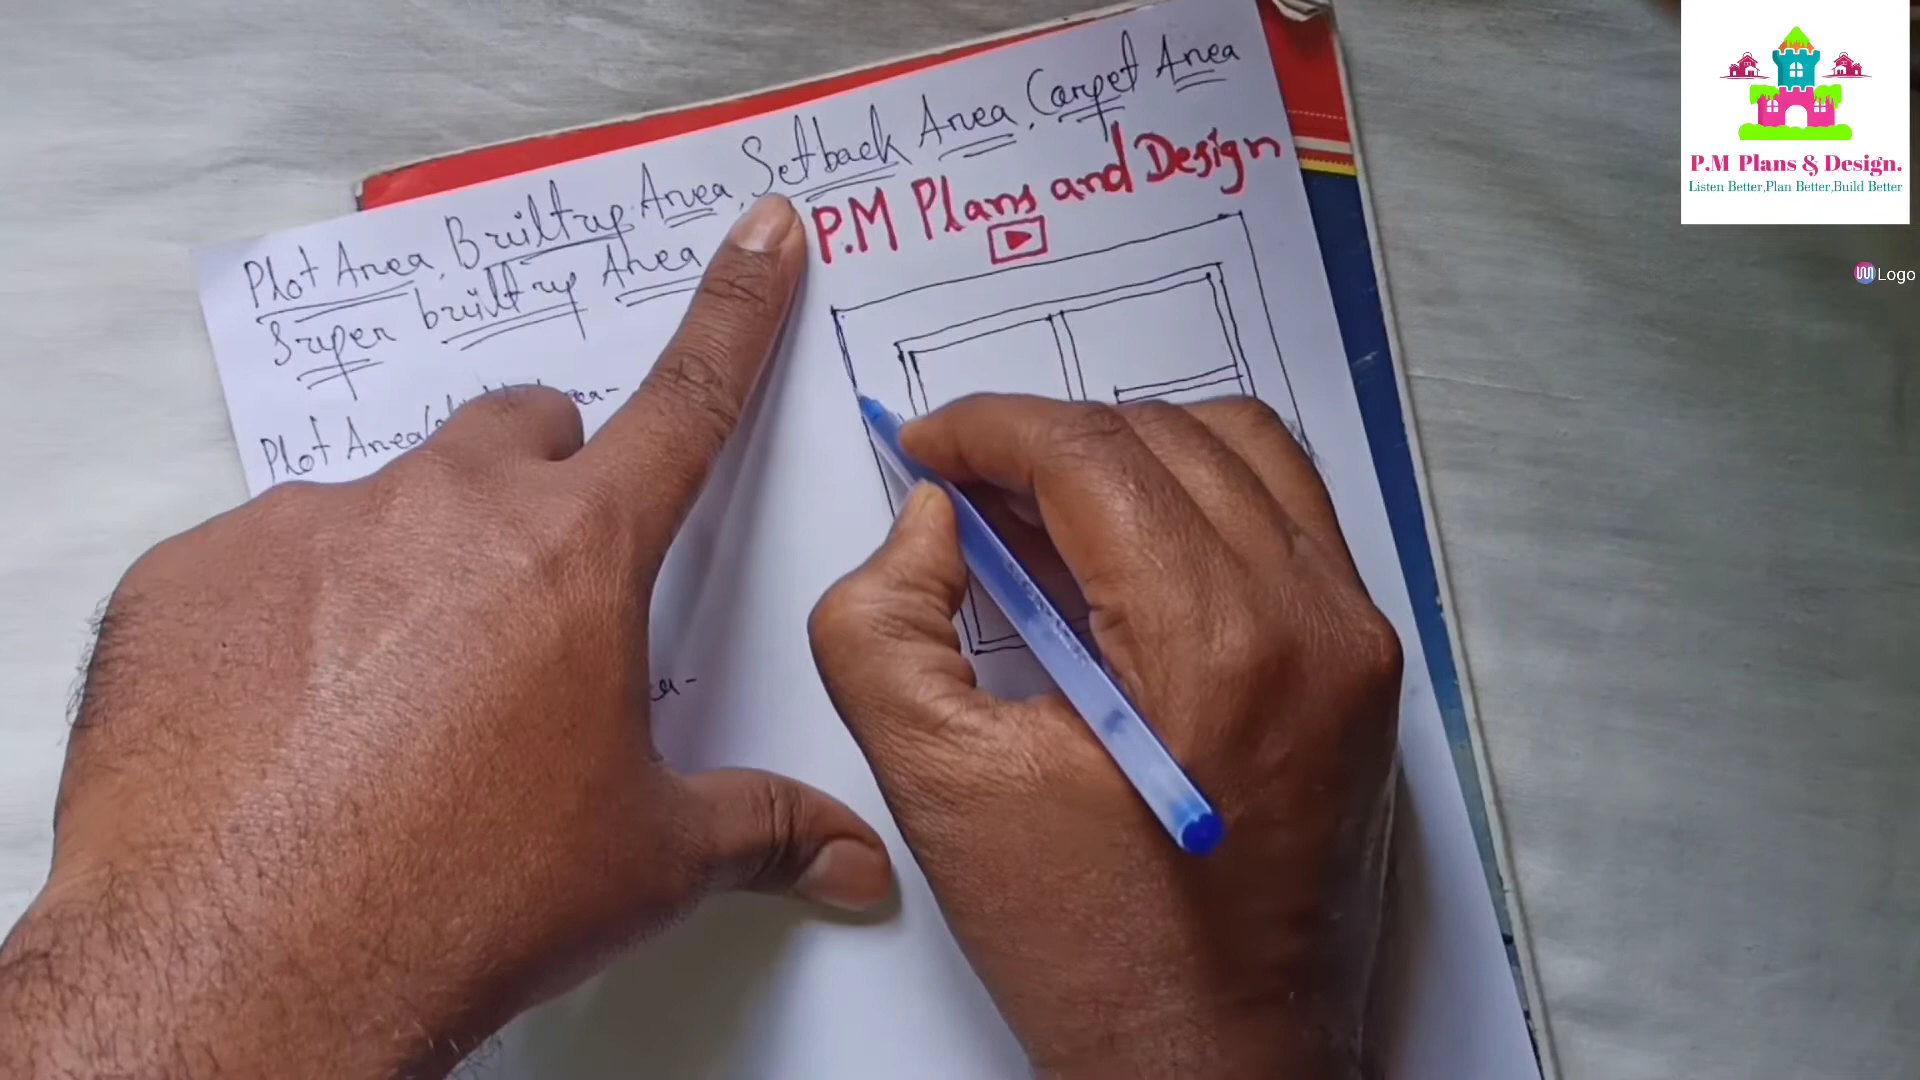 Plot Area, Builtup Area, Setback Area, Carpet Area
Super builtup Area
P.M Plans and Design
Plot Area
P.M Plans & Design.
Listen Better,Plan Better,Build Better
Logo